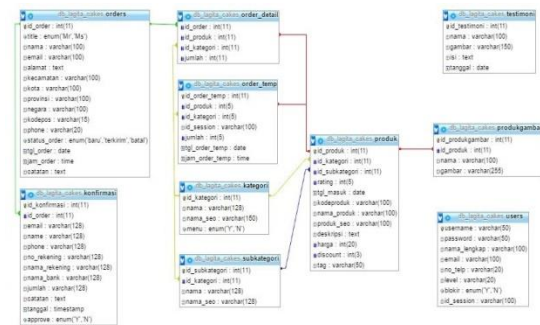 db_lagita_cakes.orders
id_order : int(11)
title : enum('Mr','Ms')
nama : varchar(100)
email : varchar(100)
alamat : text
kecamatan : varchar(100)
kota : varchar(100)
provinsi : varchar(100)
negara : varchar(100)
kodepos : varchar(15)
phone : varchar(20)
status_order : enum('baru','terkirim','batal')
tgl_order : date
jam_order : time
catatan : text
db_lagita_cakes.konfirmasi
id_konfirmasi : int(11)
id_order : int(11)
email : varchar(128)
name : varchar(128)
phone : varchar(128)
no_rekening : varchar(128)
nama_rekening : varchar(128)
nama_bank : varchar(128)
jumlah : varchar(128)
catatan : text
tanggal : timestamp
approve : enum('Y','N')
db_lagita_cakes.order_detail
id_order : int(11)
id_produk : int(11)
id_kategori : int(11)
jumlah : int(11)
db_lagita_cakes.order_temp
id_order_temp : int(11)
id_produk : int(5)
id_kategori : int(5)
id_session : varchar(100)
jumlah : int(5)
tgl_order_temp : date
jam_order_temp : time
db_lagita_cakes.kategori
id_kategori : int(11)
nama : varchar(128)
nama_seo : varchar(150)
menu : enum('Y','N')
db_lagita_cakes.subkategori
id_subkategori : int(11)
id_kategori : int(11)
nama : varchar(128)
nama_seo : varchar(128)
db_lagita_cakes.produk
id_produk : int(11)
id_kategori : int(11)
id_subkategori : int(11)
rating : int(5)
tgl_masuk : date
kodeproduk : varchar(100)
nama_produk : varchar(100)
produk_seo : varchar(100)
deskripsi : text
harga : int(20)
discount : int(3)
tag : varchar(50)
db_lagita_cakes.testimoni
id_testimoni : int(11)
nama : varchar(100)
gambar : varchar(150)
isi : text
tanggal : date
db_lagita_cakes.produkgambar
id_produkgambar : int(11)
id_produk : int(11)
nama : varchar(100)
gambar : varchar(255)
db_lagita_cakes.users
username : varchar(50)
password : varchar(50)
nama_lengkap : varchar(100)
email : varchar(100)
no_telp : varchar(20)
level : varchar(20)
blokir : enum('Y','N')
id_session : varchar(100)